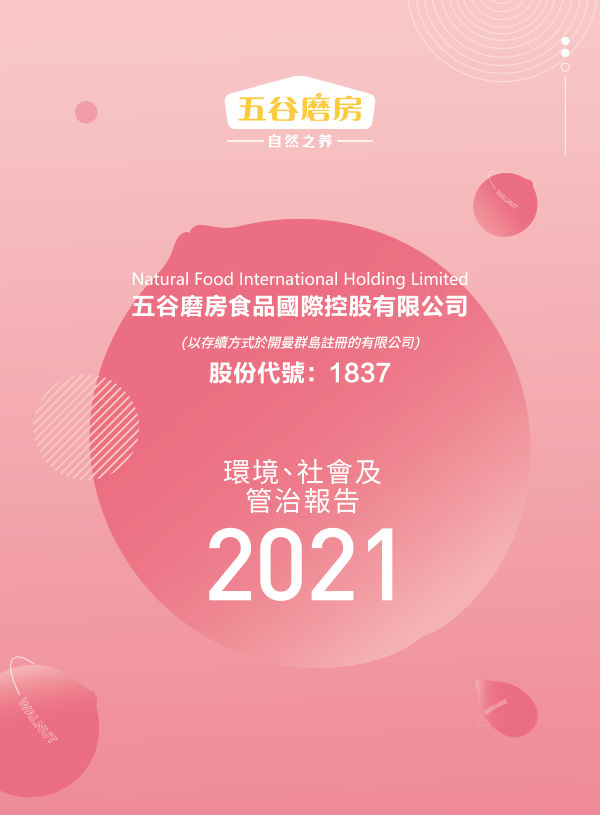 五谷磨房
自然之养
WALNUT
Natural Food International Holding Limited
五谷磨房食品國際控股有限公司
(以存續方式於開曼群島註冊的有限公司)
股份代號：1837
環境、社會及
管治報告
2021
WALNUT